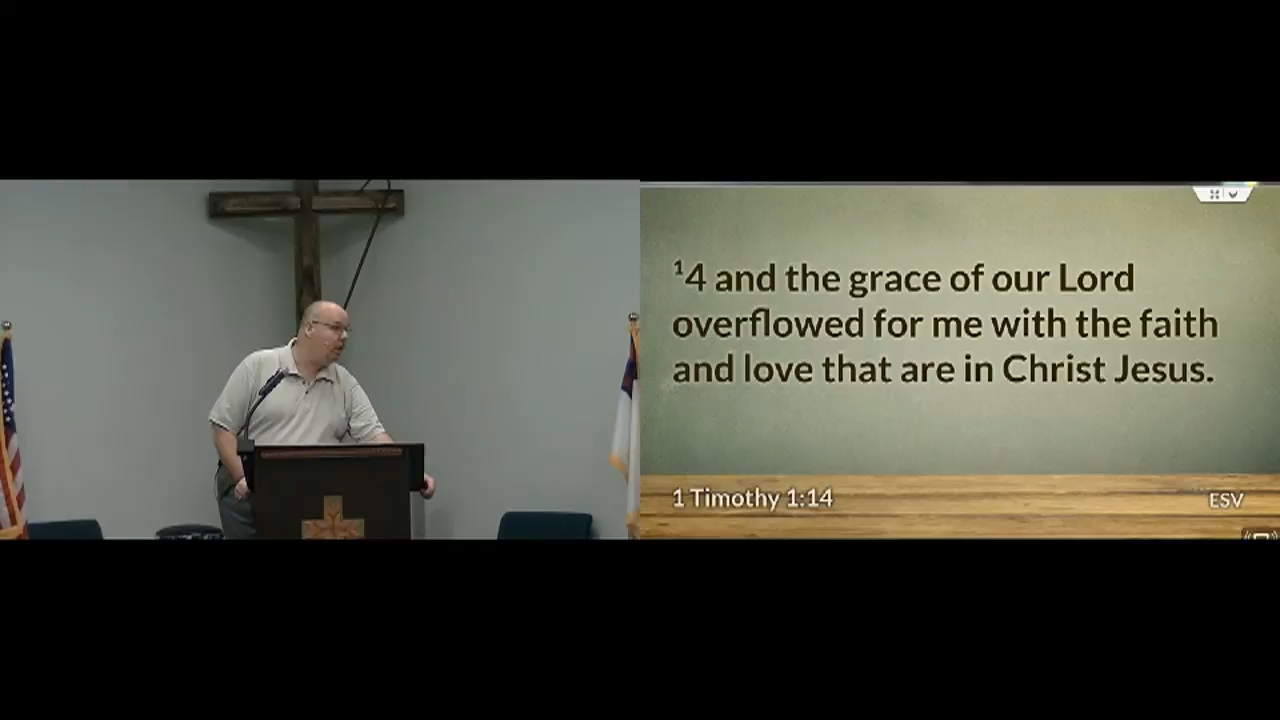 ¹4 and the grace of our Lord
overflowed for me with the faith
and love that are in Christ Jesus.
1 Timothy 1:14
ESV